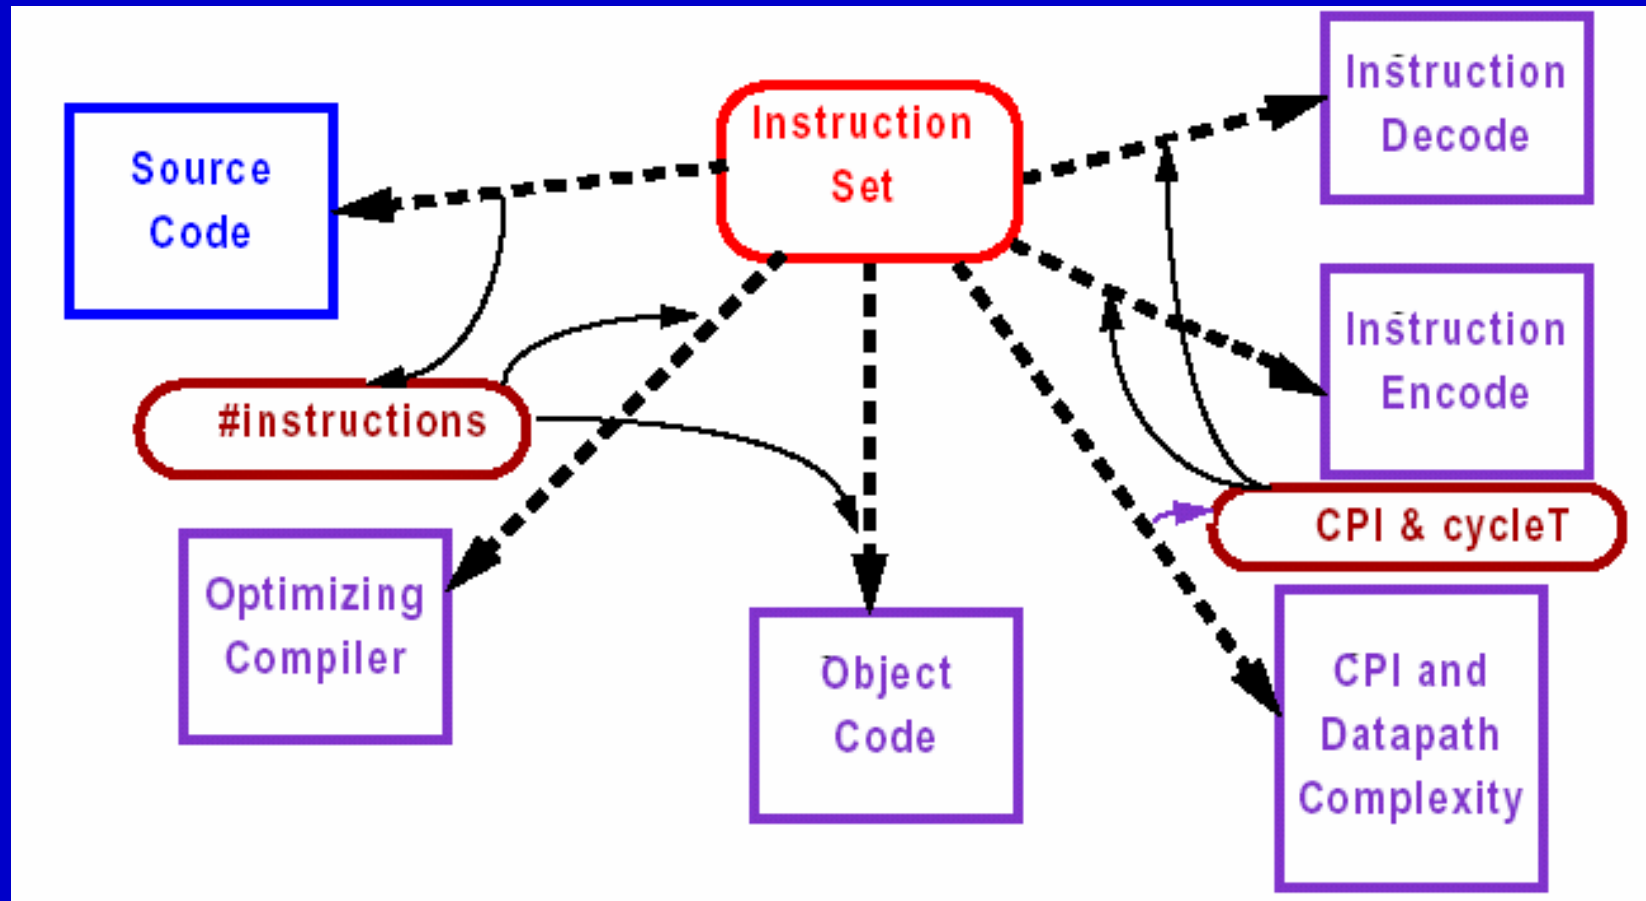 Source
Code
Instruction
Set
Instruction
Decode
Instruction
Encode
#instructions
CPI & cycleT
Optimizing
Compiler
Object
Code
CPI and
Datapath
Complexity